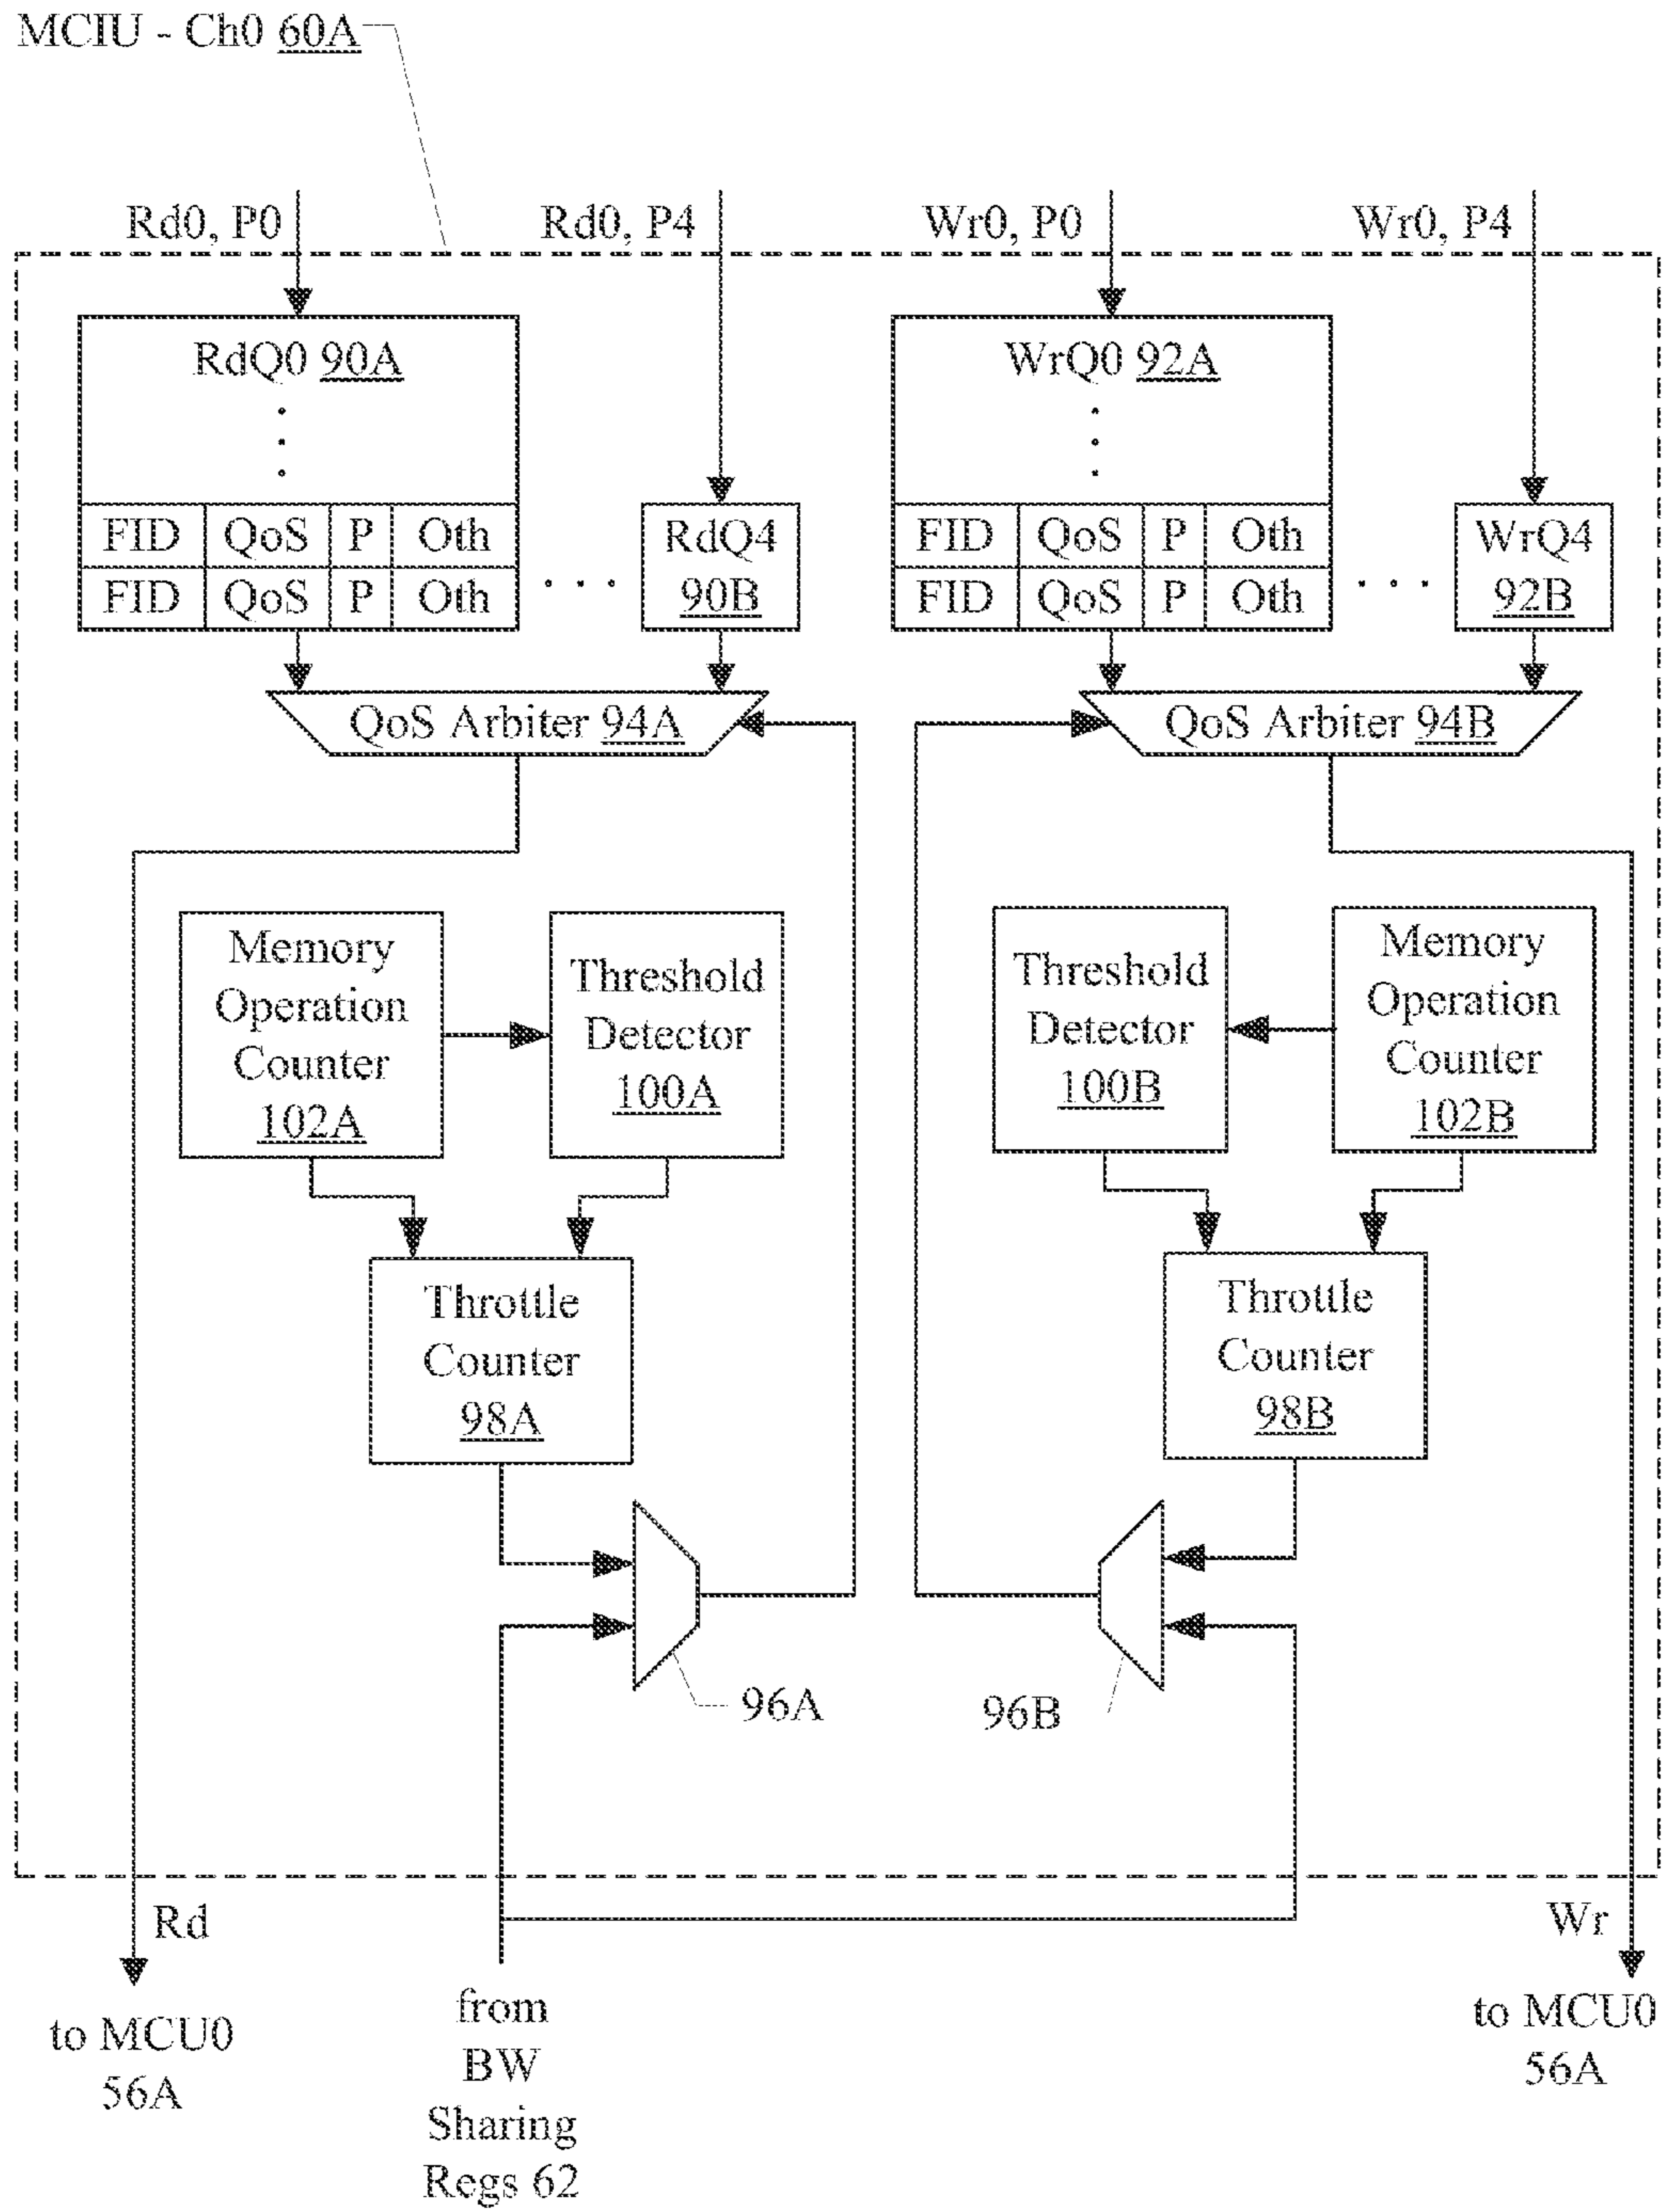 MCIU - Ch0 60A
Rd0, P0
Rd0, P4
Wr0, P0
Wr0, P4
RdQ0 90A
FID QoS P Oth
FID QoS P Oth
RdQ4
90B
WrQ0 92A
FID QoS P Oth
FID QoS P Oth
WrQ4
92B
QoS Arbiter 94A
QoS Arbiter 94B
Memory
Operation
Counter
102A
Threshold
Detector
100A
Threshold
Detector
100B
Memory
Operation
Counter
102B
Throttle
Counter
98A
Throttle
Counter
98B
96A
96B
Rd
Wr
to MCU0
56A
from
BW
Sharing
Regs 62
to MCU0
56A